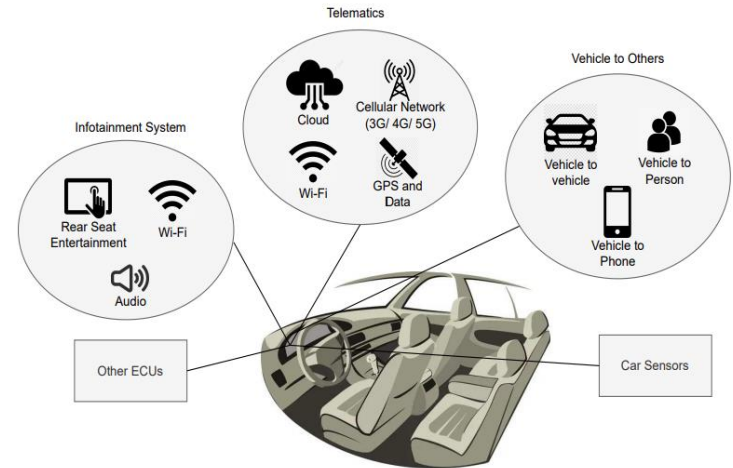 Telematics
Cloud
Cellular Network
(3G/ 4G/ 5G)
Wi-Fi
GPS and
Data
Vehicle to Others
Vehicle to
vehicle
Vehicle to
Person
Vehicle to
Phone
Infotainment System
Rear Seat
Entertainment
Wi-Fi
Audio
Other ECUs
Car Sensors